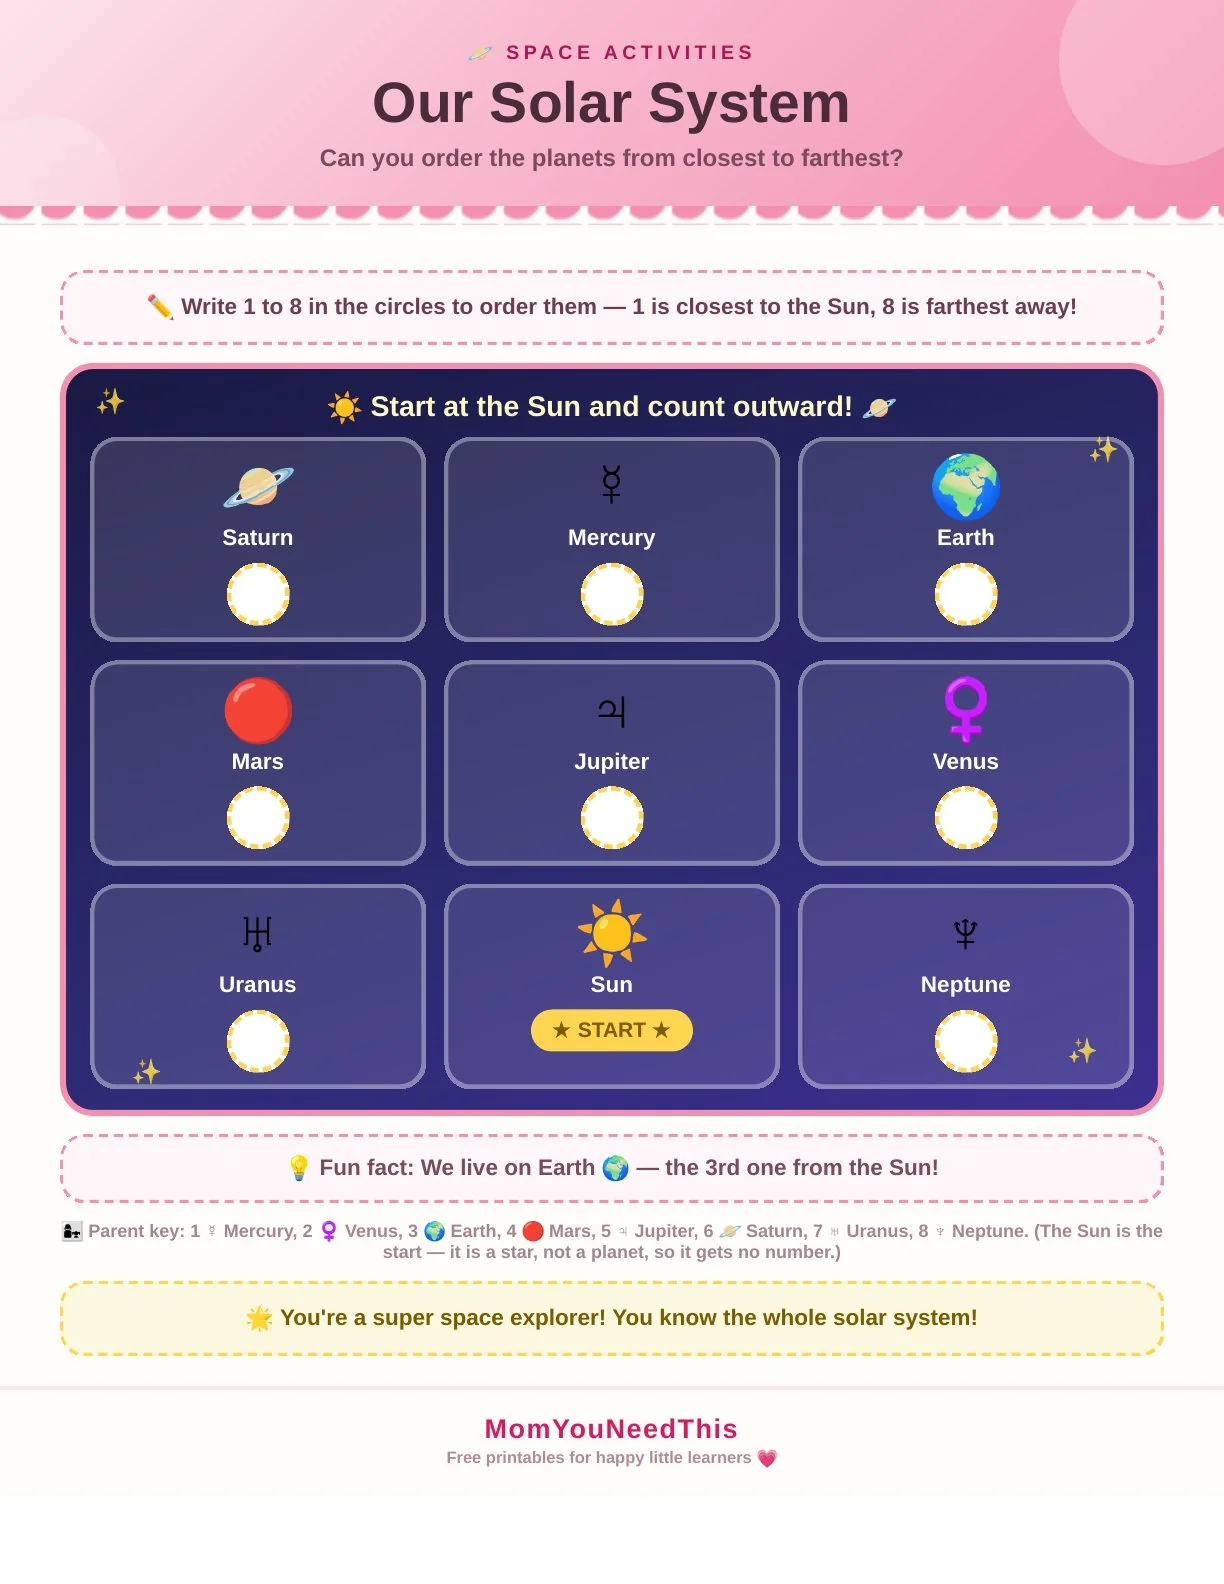 🪐 SPACE ACTIVITIES
Our Solar System
Can you order the planets from closest to farthest?
✏️ Write 1 to 8 in the circles to order them — 1 is closest to the Sun, 8 is farthest away!
☀️ Start at the Sun and count outward! 🪐
Saturn
☿
Mercury
Earth
Mars
♃
Jupiter
♀
Venus
♅
Uranus
Sun
★ START ★
♆
Neptune
💡 Fun fact: We live on Earth 🌍 — the 3rd one from the Sun!
👩‍👧 Parent key: 1 ☿ Mercury, 2 ♀ Venus, 3 🌍 Earth, 4 🔴 Mars, 5 ♃ Jupiter, 6 🪐 Saturn, 7 ♅ Uranus, 8 ♆ Neptune. (The Sun is the
start — it is a star, not a planet, so it gets no number.)
🌟 You're a super space explorer! You know the whole solar system!
MomYouNeedThis
Free printables for happy little learners 💗